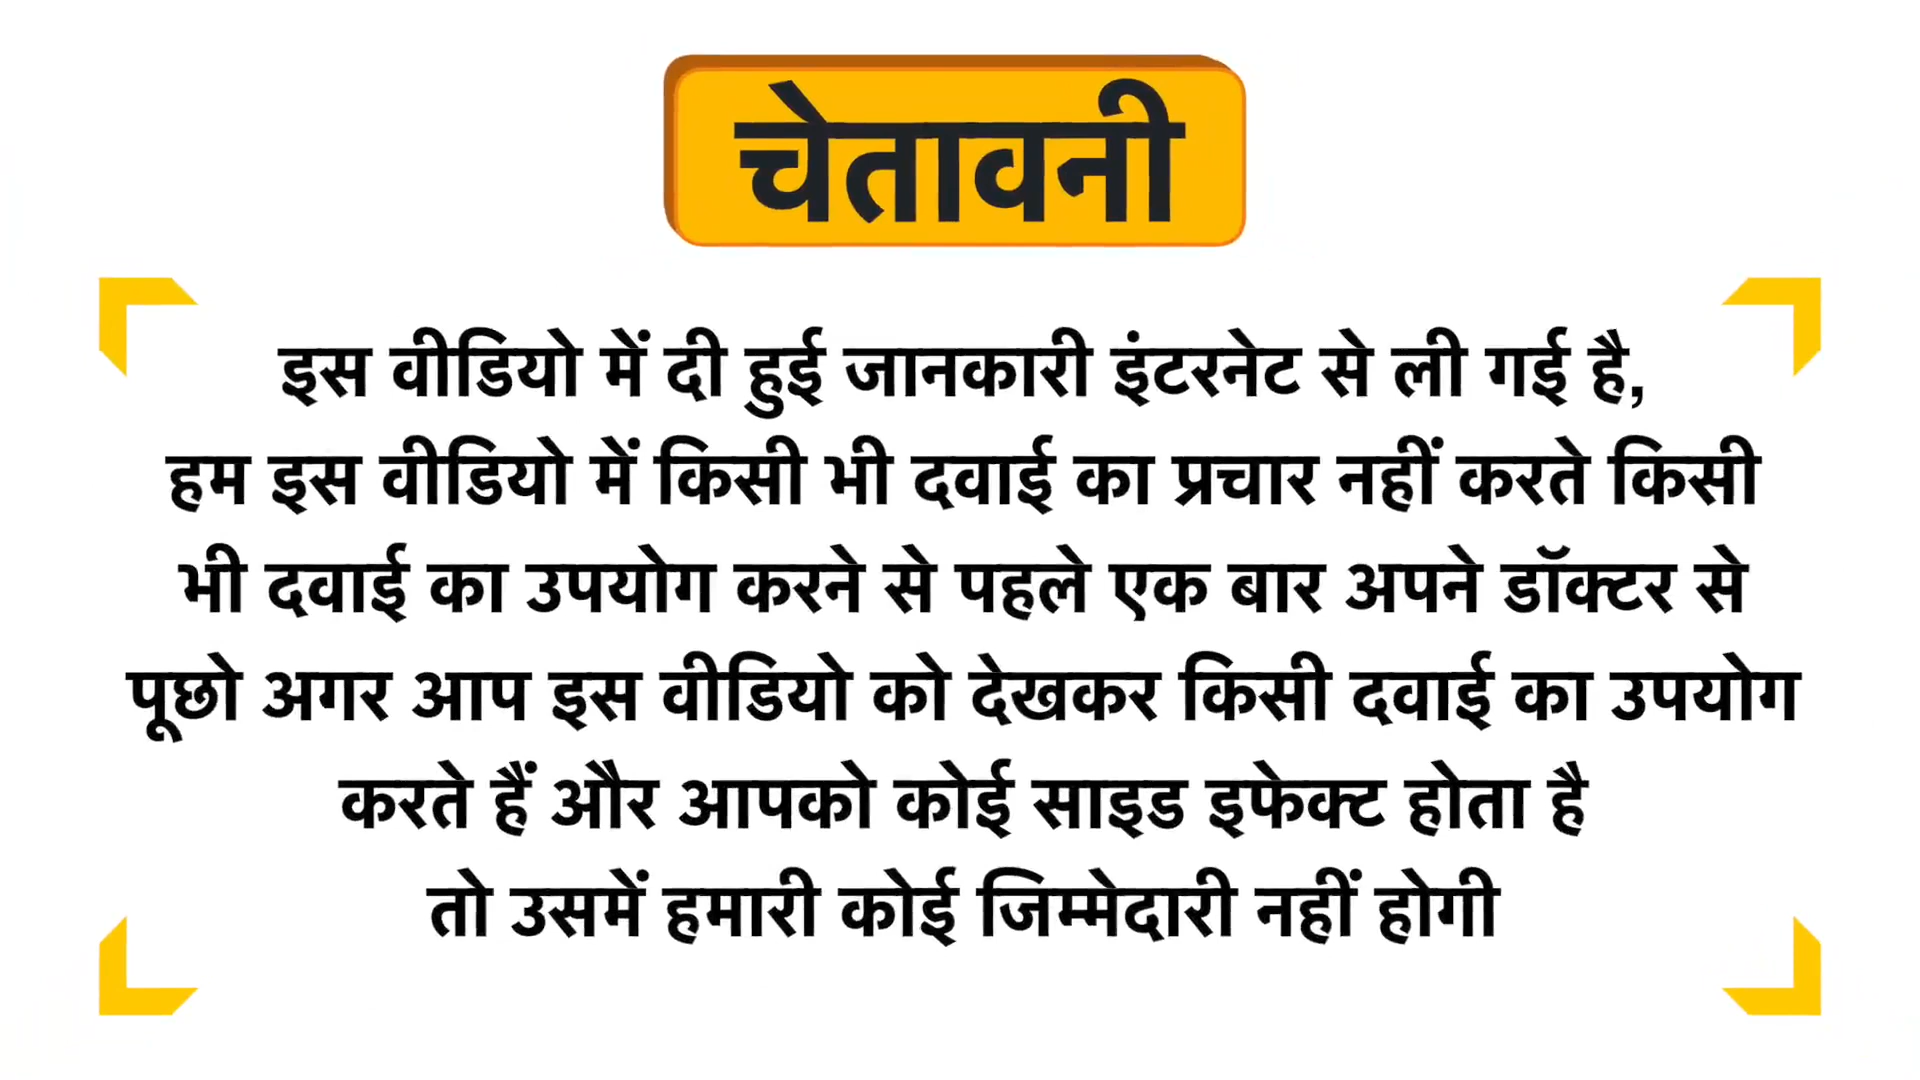 चेतावनी
इस वीडियो में दी हुई जानकारी इंटरनेट से ली गई है,
हम इस वीडियो में किसी भी दवाई का प्रचार नहीं करते किसी
भी दवाई का उपयोग करने से पहले एक बार अपने डॉक्टर से
पूछो अगर आप इस वीडियो को देखकर किसी दवाई का उपयोग
करते हैं और आपको कोई साइड इफेक्ट होता है
तो उसमें हमारी कोई जिम्मेदारी नहीं होगी